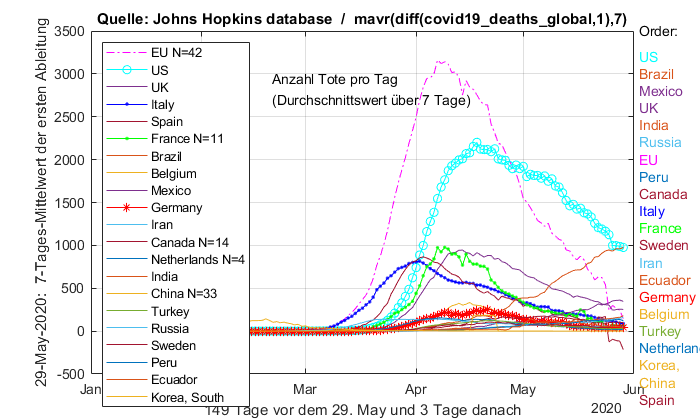 Quelle: Johns Hopkins database / mavr(diff(covid19_deaths_global,1),7)
29-May-2020: 7-Tages-Mittelwert der ersten Ableitung
3500
3000
2500
2000
1500
1000
500
0
-500
EU N=42
US
UK
Italy
Spain
France N=11
Brazil
Belgium
Mexico
Germany
Iran
Canada N=14
Netherlands N=4
India
China N=33
Turkey
Russia
Sweden
Peru
Ecuador
Korea, South
Anzahl Tote pro Tag
(Durchschnittswert über 7 Tage)
Jan
Mar
Apr
May
Jun
2020
149 Tage vor dem 29. May und 3 Tage danach
Order:
US
Brazil
Mexico
UK
India
Russia
EU
Peru
Canada
Italy
France
Sweden
Iran
Ecuador
Germany
Belgium
Turkey
Netherlan
Korea,
China
Spain